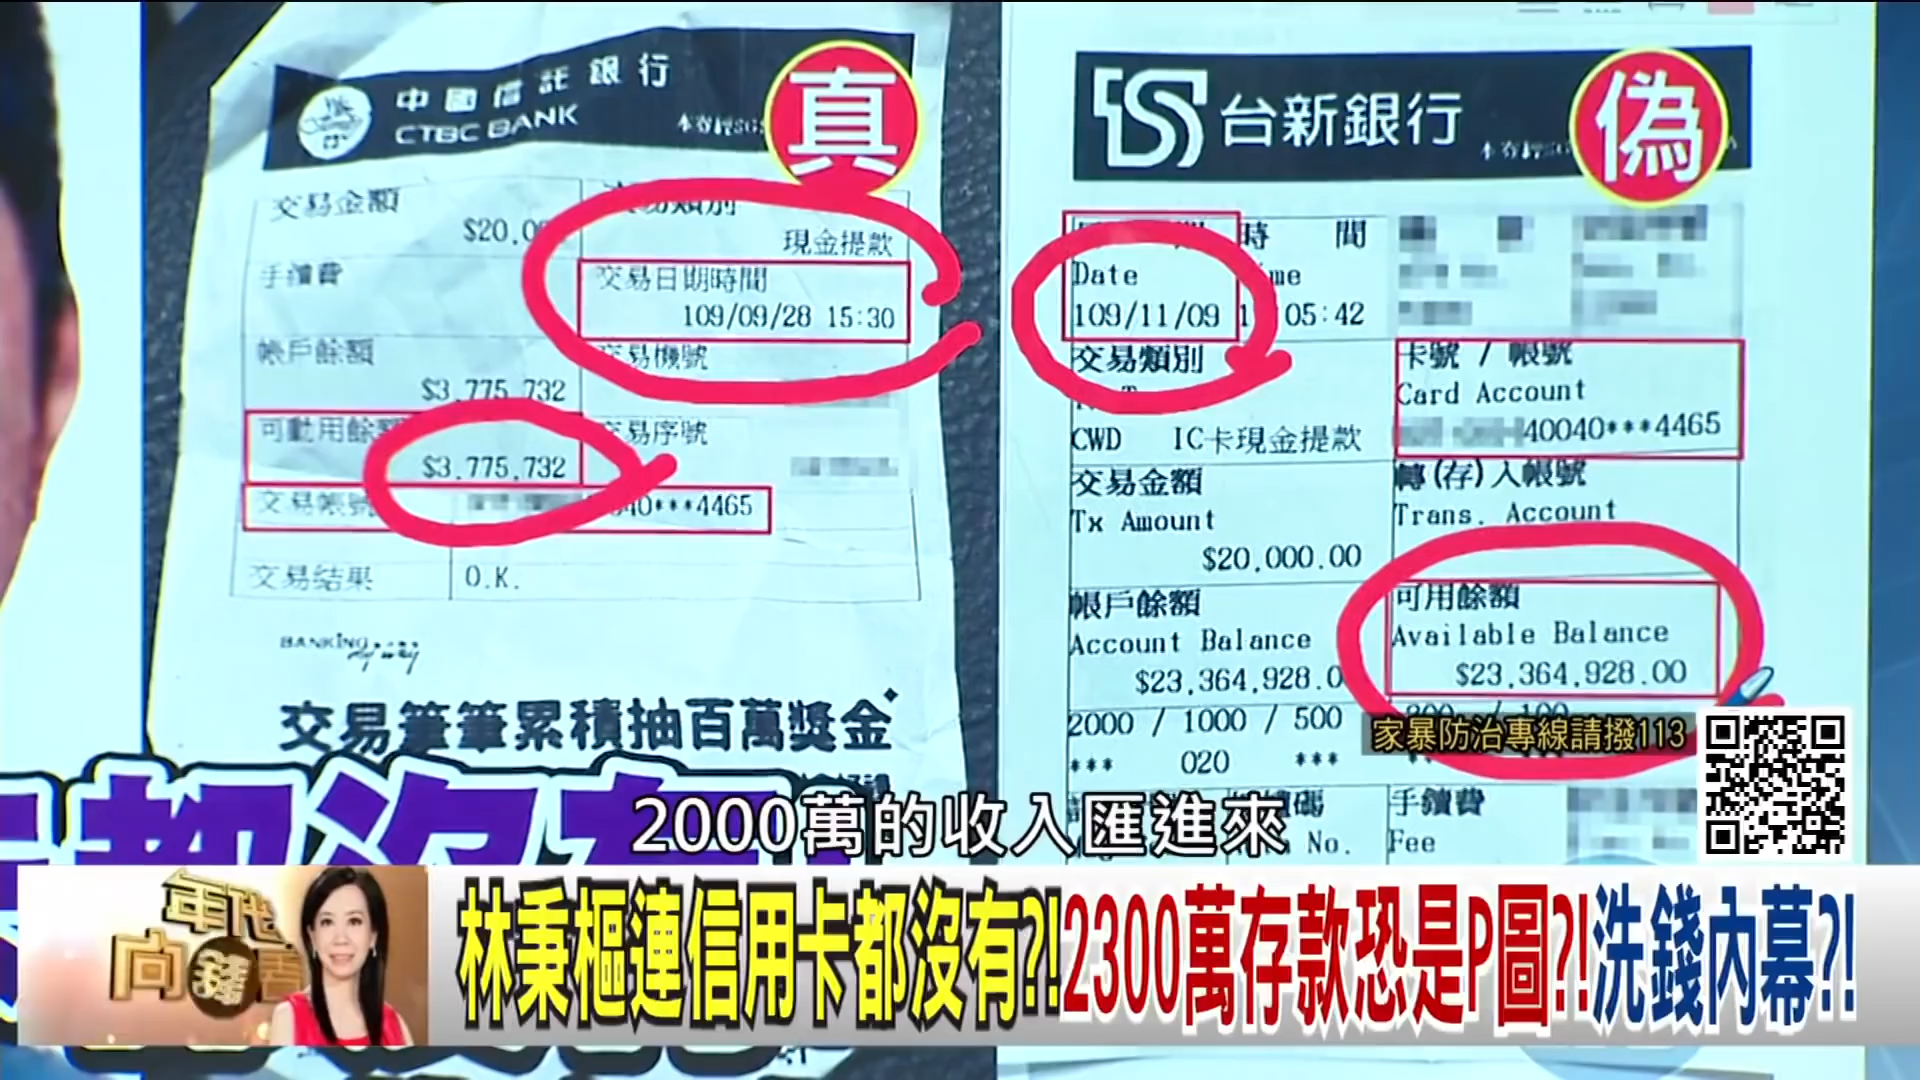 中國信託銀行
CTBC BANK
真
交易金額
現金提款
手續費
交易日期時間
109/09/28 15:30
帳戶餘額
交易機號
$3,775,732
可動用餘額
交易序號
$3,775,732
交易帳號
40***4465
交易結果
O.K.
BANKING
交易筆筆累積抽百萬獎金
台新銀行
偽
時 間
Date
109/11/09
05:42
交易類別
卡號 / 帳號
Card Account
40040***4465
CWD IC卡現金提款
交易金額
轉(存)入帳號
Tx Amount
Trans. Account
$20,000.00
帳戶餘額
可用餘額
Account Balance
Available Balance
$23,364,928.0
$23,364,928.00
2000 / 1000 / 500
*** 020 ***
手續費
No.
Fee
家暴防治專線請撥113
2000萬的收入匯進來
年代向錢看
林秉樞連信用卡都沒有?!2300萬存款恐是P圖?!洗錢內幕?!